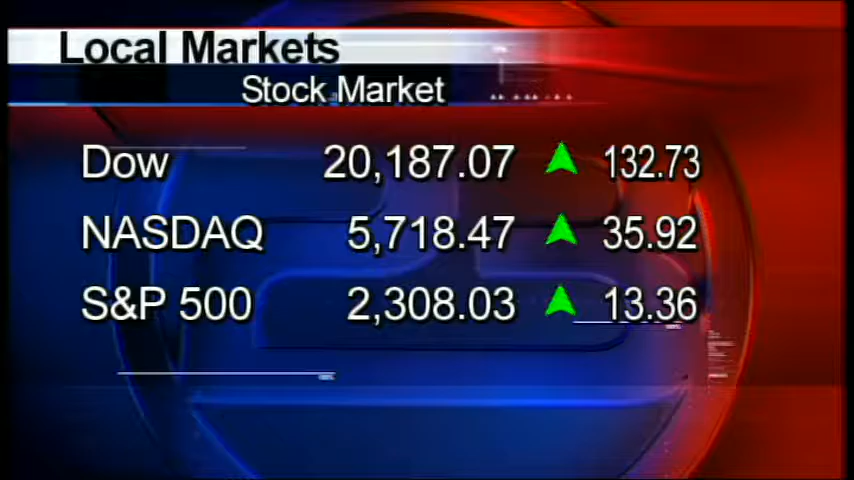 Local Markets
Stock Market
Dow 20,187.07 132.73
NASDAQ 5,718.47 35.92
S&P 500 2,308.03 13.36